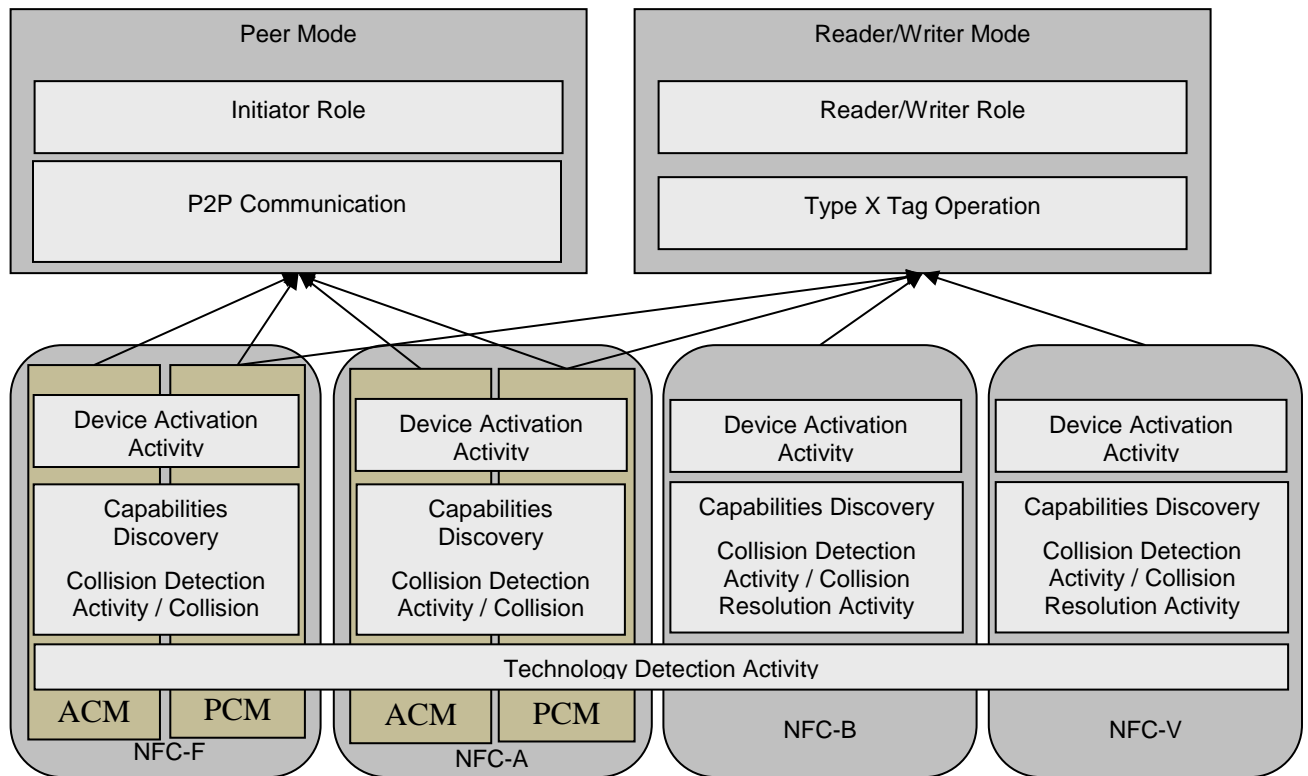 Peer Mode
Initiator Role
P2P Communication
Reader/Writer Mode
Reader/Writer Role
Type X Tag Operation
Device Activation
Activity
Capabilities
Discovery
Collision Detection
Activity / Collision
Device Activation
Activity
Capabilities
Discovery
Collision Detection
Activity / Collision
Device Activation
Activity
Capabilities Discovery
Collision Detection
Activity / Collision
Resolution Activity
Device Activation
Activity
Capabilities Discovery
Collision Detection
Activity / Collision
Resolution Activity
Technology Detection Activity
ACM
PCM
NFC-F
ACM
PCM
NFC-A
NFC-B
NFC-V